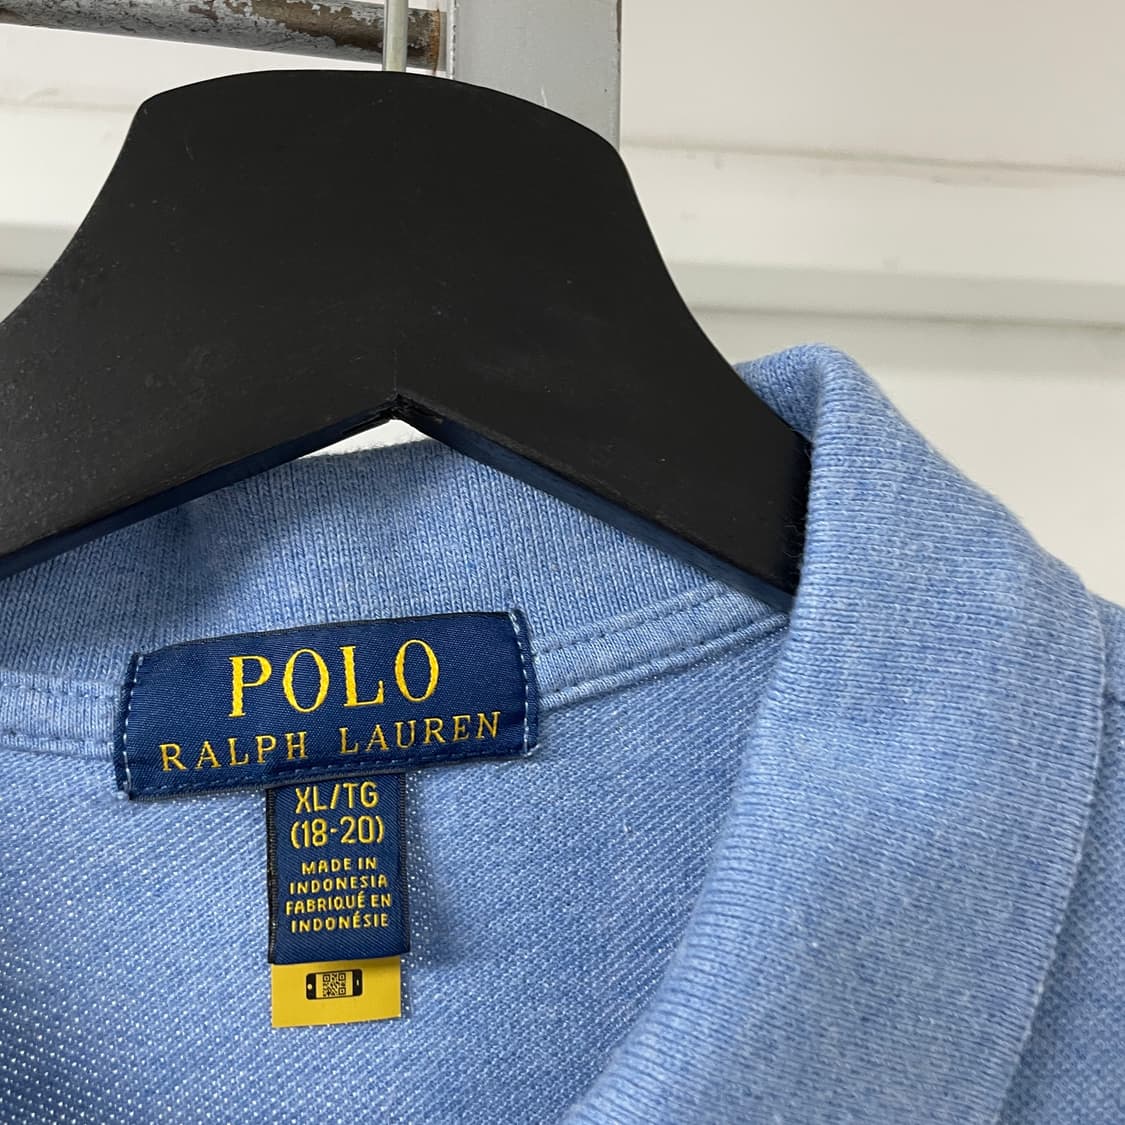 POLO
RALPH LAUREN
XL/TG
(18-20)
MADE IN
INDONESIA
FABRIQUÉ EN
INDONÉSIE